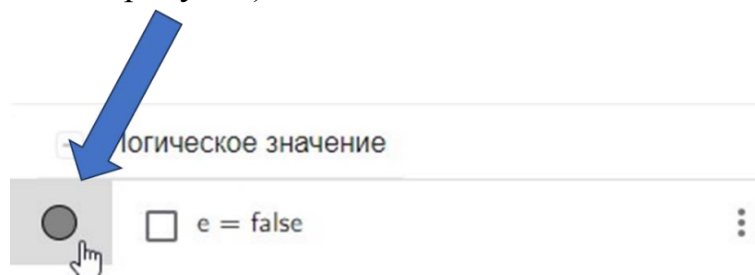 Логическое значение
e = false